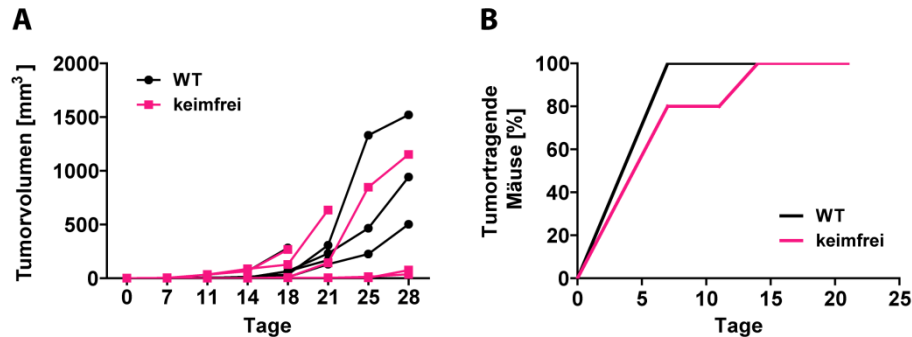 A
Tumorvolumen [mm³]
2000
1500
1000
500
0
WT
keimfrei
0 7 11 14 18 21 25 28
Tage
B
Tumortragende
Mäuse [%]
100
80
60
40
20
0
WT
keimfrei
0 5 10 15 20 25
Tage